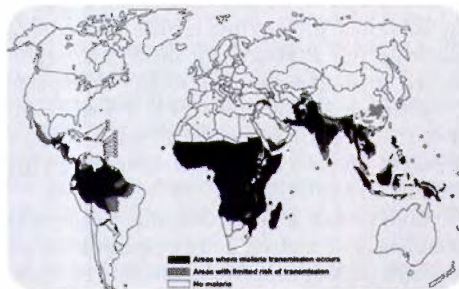 Areas where malaria transmission occurs
Areas with limited risk of transmission
No malaria